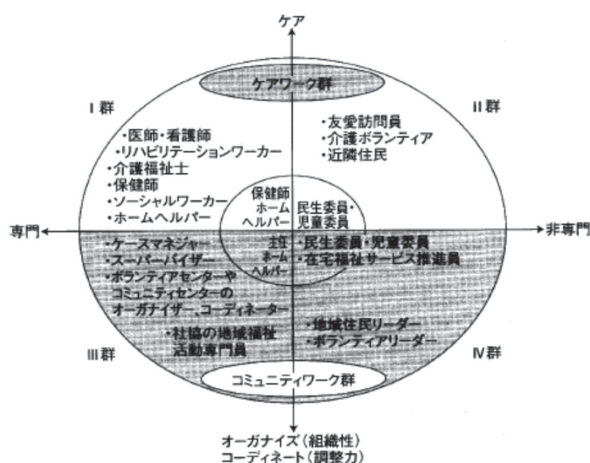 ケア
ケアワーク群
Ⅰ群
Ⅱ群
・医師・看護師
・リハビリテーションワーカー
・介護福祉士
・保健師
・ソーシャルワーカー
・ホームヘルパー
・友愛訪問員
・介護ボランティア
・近隣住民
保健師
ホーム
ヘルパー
民生委員・
児童委員
専門
非専門
・ケースマネジャー
・スーパーバイザー
・ボランティアセンターや
コミュニティセンターの
オーガナイザー、コーディネーター
・社協の地域福祉
活動専門員
主任
ホーム
ヘルパー
・民生委員・児童委員
・在宅福祉サービス推進員
・地域住民リーダー
・ボランティアリーダー
Ⅲ群
Ⅳ群
コミュニティワーク群
オーガナイズ(組織性)
コーディネート(調整力)